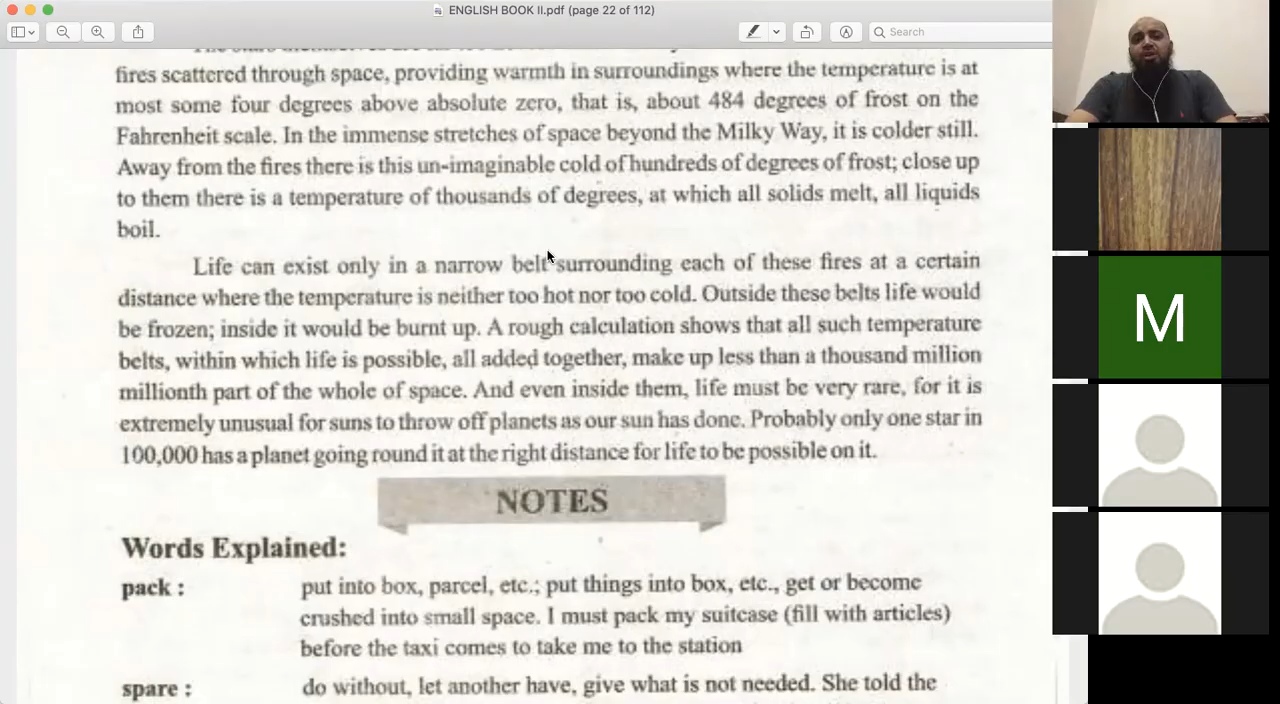 ENGLISH BOOK II.pdf (page 22 of 112)
Search
fires scattered through space, providing warmth in surroundings where the temperature is at
most some four degrees above absolute zero, that is, about 484 degrees of frost on the
Fahrenheit scale. In the immense stretches of space beyond the Milky Way, it is colder still.
Away from the fires there is this un-imaginable cold of hundreds of degrees of frost; close up
to them there is a temperature of thousands of degrees, at which all solids melt, all liquids
boil.
Life can exist only in a narrow belt surrounding each of these fires at a certain
distance where the temperature is neither too hot nor too cold. Outside these belts life would
be frozen; inside it would be burnt up. A rough calculation shows that all such temperature
belts, within which life is possible, all added together, make up less than a thousand million
millionth part of the whole of space. And even inside them, life must be very rare, for it is
extremely unusual for suns to throw off planets as our sun has done. Probably only one star in
100,000 has a planet going round it at the right distance for life to be possible on it.
NOTES
Words Explained:
pack : put into box, parcel, etc.; put things into box, etc., get or become
crushed into small space. I must pack my suitcase (fill with articles)
before the taxi comes to take me to the station
spare : do without, let another have, give what is not needed. She told the
M